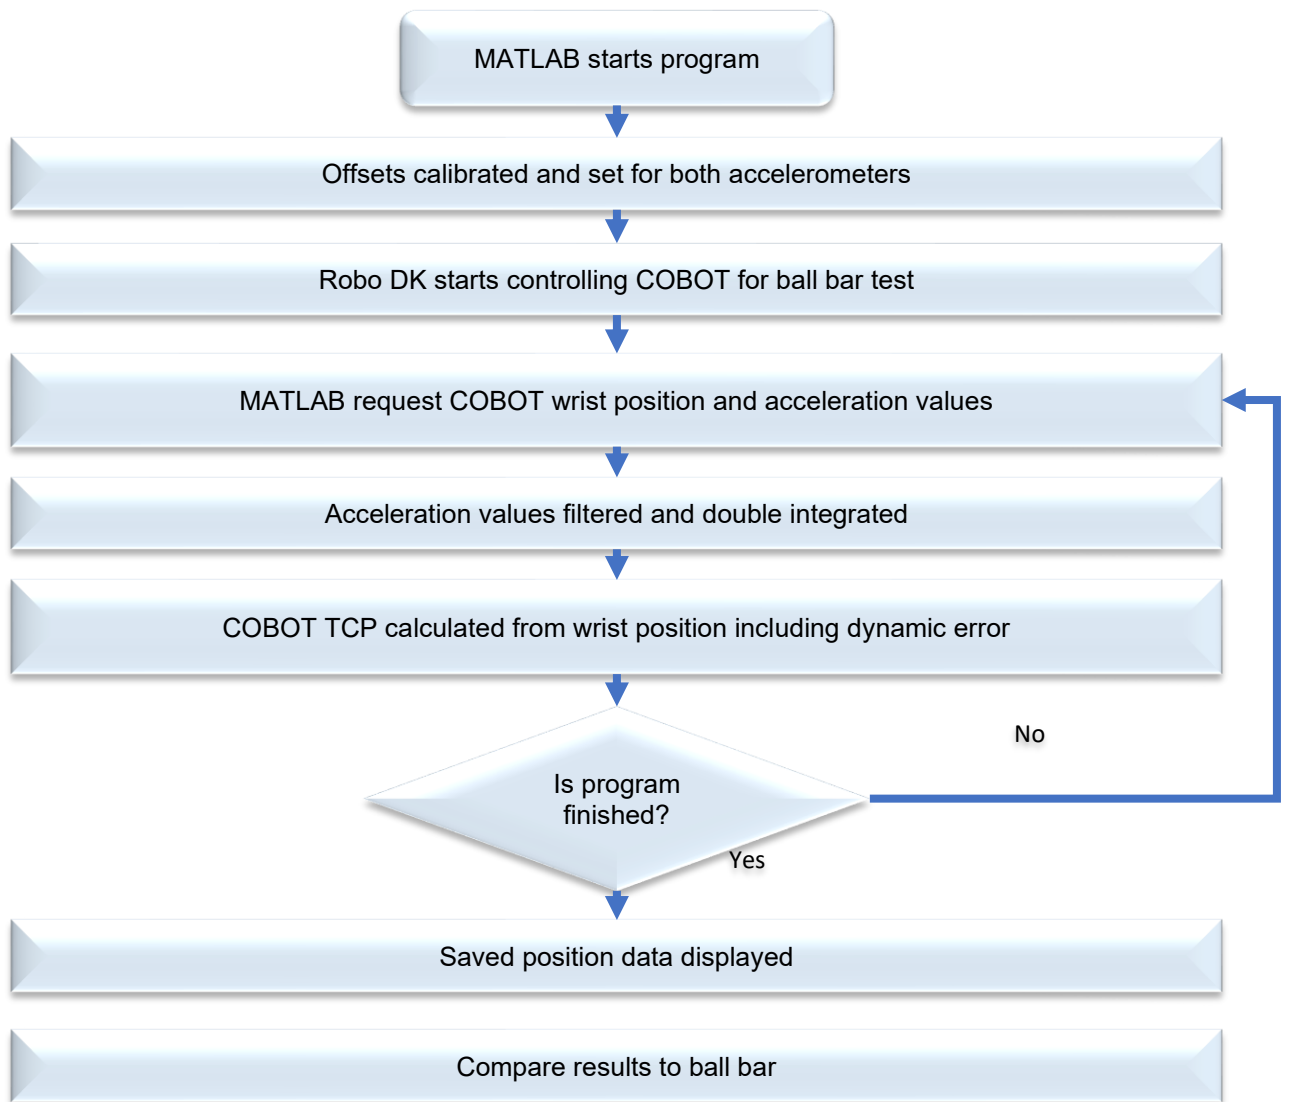 MATLAB starts program
Offsets calibrated and set for both accelerometers
Robo DK starts controlling COBOT for ball bar test
MATLAB request COBOT wrist position and acceleration values
Acceleration values filtered and double integrated
COBOT TCP calculated from wrist position including dynamic error
No
Is program
finished?
Yes
Saved position data displayed
Compare results to ball bar